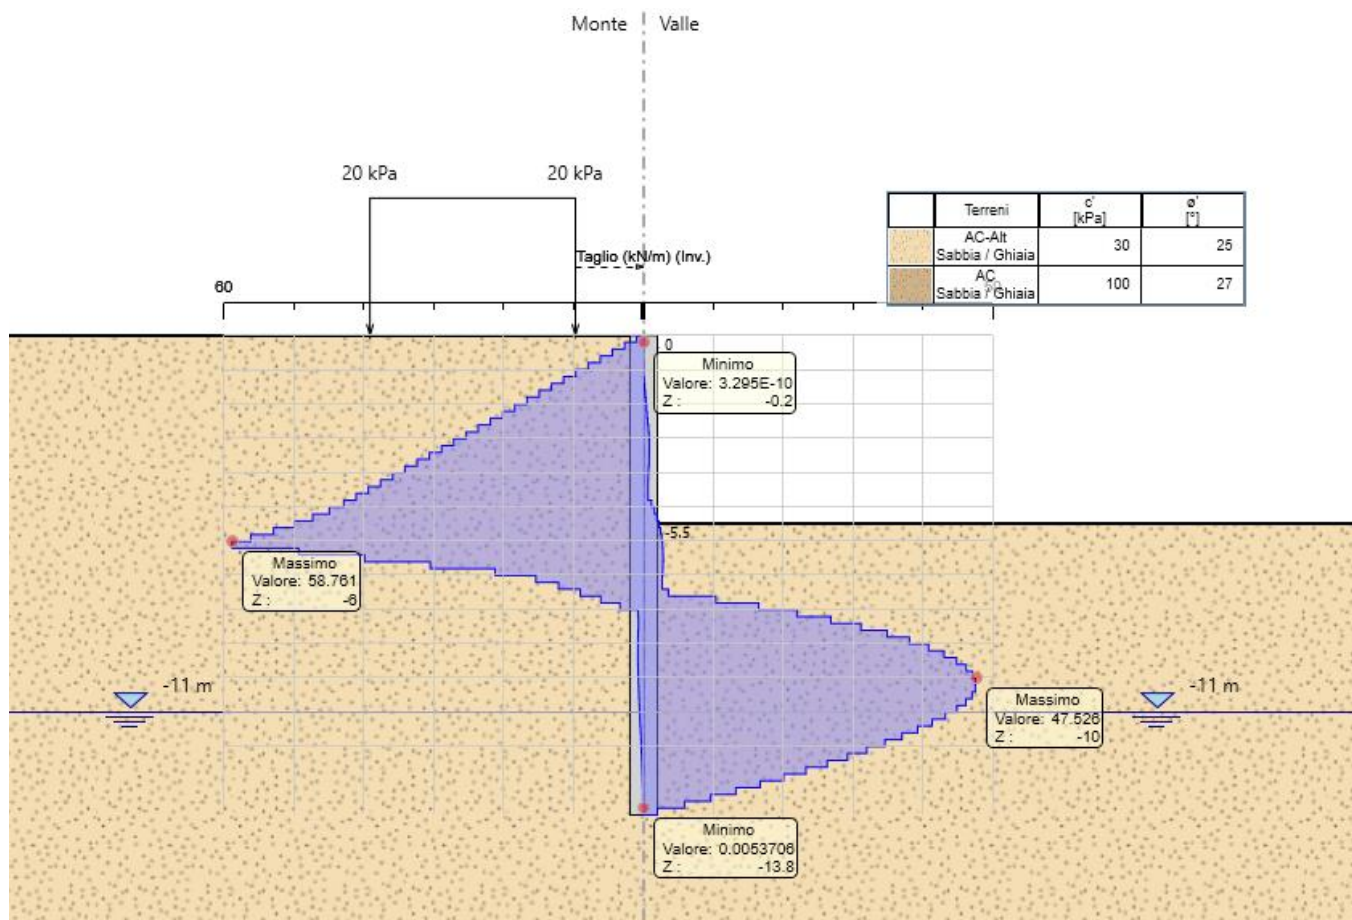 Monte
Valle
20 kPa
20 kPa
Terreni
c'
[kPa]
ø'
[°]
AC-Alt
Sabbia / Ghiaia
30
25
AC
Sabbia / Ghiaia
100
27
Taglio (kN/m) (Inv.)
60
0
Minimo
Valore: 3.295E-10
Z : -0.2
-5.5
Massimo
Valore: 58.761
Z : -6
-11 m
-11 m
Massimo
Valore: 47.526
Z : -10
Minimo
Valore: 0.0053706
Z : -13.8